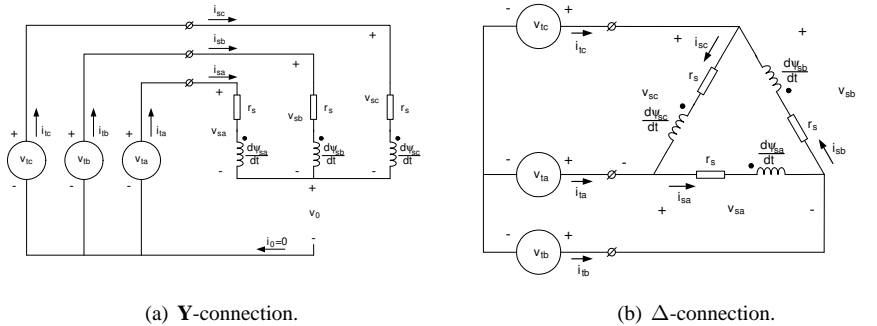 i_sc
i_sb
i_sa
+
+
+
r_s
r_s
r_s
v_sa
v_sb
v_sc
i_tc
i_tb
i_ta
+
+
+
v_tc
v_tb
v_ta
-
-
-
dψ_sa
dt
dψ_sb
dt
dψ_sc
dt
-
-
-
+
v_0
-
i_0=0
(a) Y-connection.
-
v_tc
+
i_tc
i_sc
+
+
-
r_s
dψ_sb
dt
v_sc
dψ_sc
dt
v_sb
r_s
i_sb
-
v_ta
+
i_ta
-
r_s
dψ_sa
dt
i_sa
+
v_sa
-
-
v_tb
+
i_tb
(b) Δ-connection.